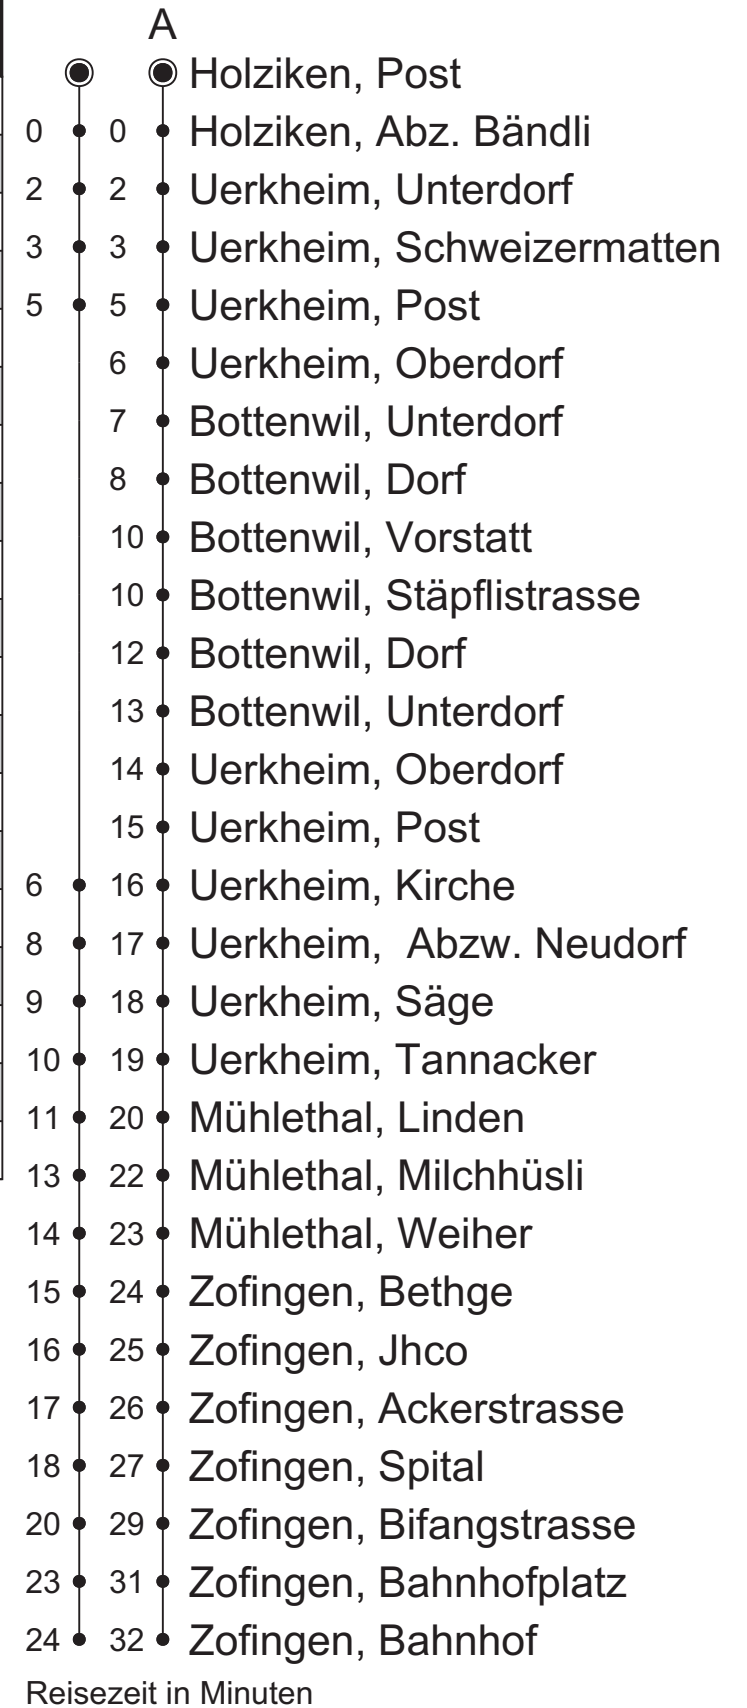 A
Holziken, Post
0 0 Holziken, Abz. Bändli
2 2 Uerkheim, Unterdorf
3 3 Uerkheim, Schweizermatten
5 5 Uerkheim, Post
6 Uerkheim, Oberdorf
7 Bottenwil, Unterdorf
8 Bottenwil, Dorf
10 Bottenwil, Vorstatt
10 Bottenwil, Stäpflistrasse
12 Bottenwil, Dorf
13 Bottenwil, Unterdorf
14 Uerkheim, Oberdorf
15 Uerkheim, Post
6 16 Uerkheim, Kirche
8 17 Uerkheim, Abzw. Neudorf
9 18 Uerkheim, Säge
10 19 Uerkheim, Tannacker
11 20 Mühlethal, Linden
13 22 Mühlethal, Milchhüsli
14 23 Mühlethal, Weiher
15 24 Zofingen, Bethge
16 25 Zofingen, Jhco
17 26 Zofingen, Ackerstrasse
18 27 Zofingen, Spital
20 29 Zofingen, Bifangstrasse
23 31 Zofingen, Bahnhofplatz
24 32 Zofingen, Bahnhof
Reisezeit in Minuten